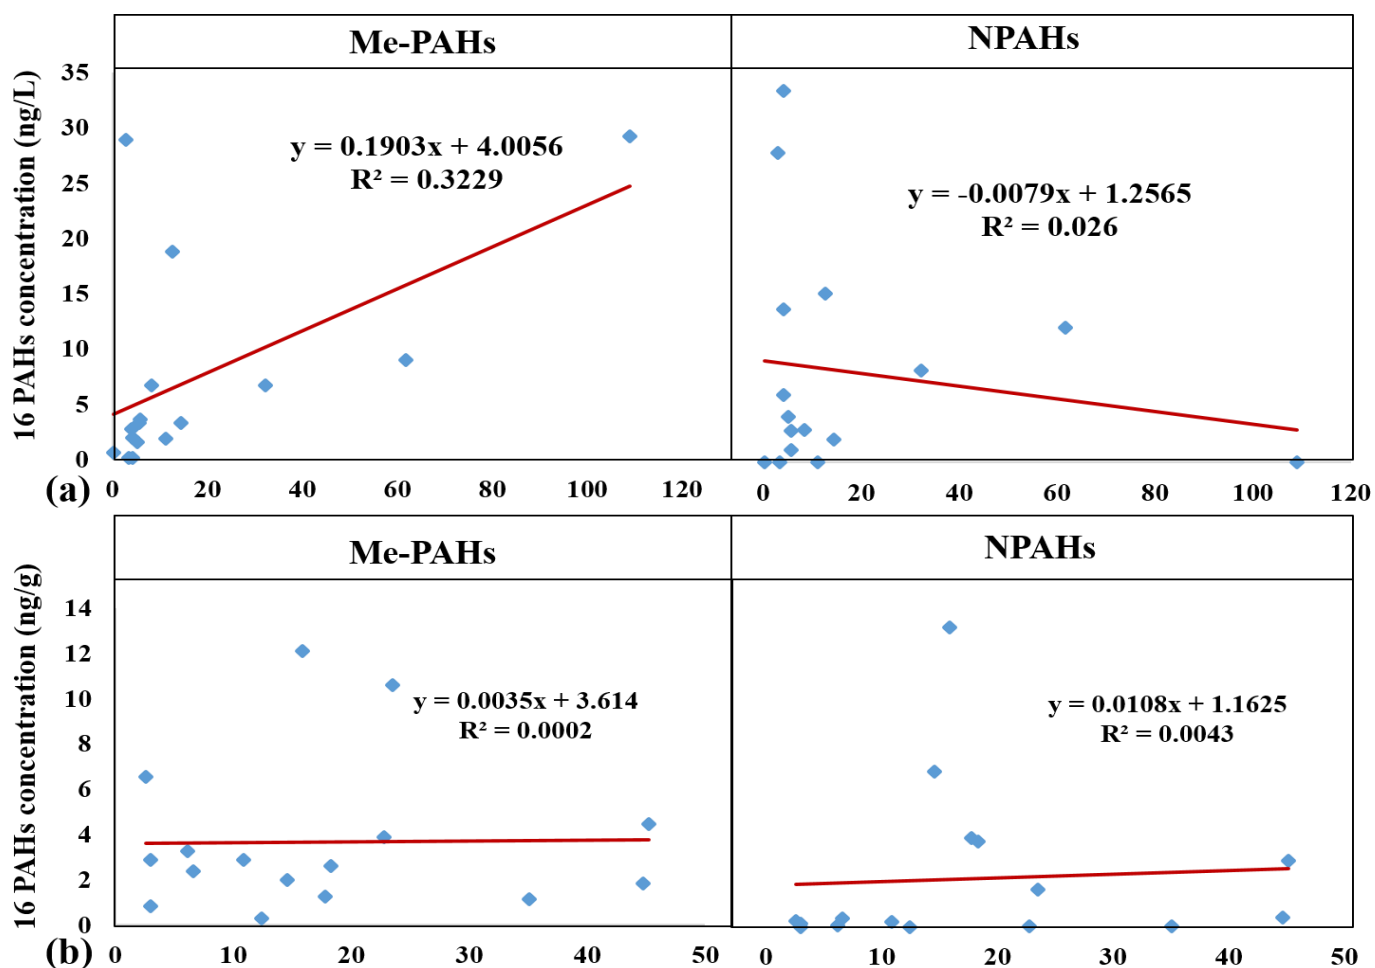 Me-PAHs
NPAHs
16 PAHs concentration (ng/L)
35
30
25
20
15
10
5
0
y = 0.1903x + 4.0056
R² = 0.3229
y = -0.0079x + 1.2565
R² = 0.026
(a)
0 20 40 60 80 100 120
0 20 40 60 80 100 120
Me-PAHs
NPAHs
16 PAHs concentration (ng/g)
14
12
10
8
6
4
2
0
y = 0.0035x + 3.614
R² = 0.0002
y = 0.0108x + 1.1625
R² = 0.0043
(b)
0 10 20 30 40 50
0 10 20 30 40 50